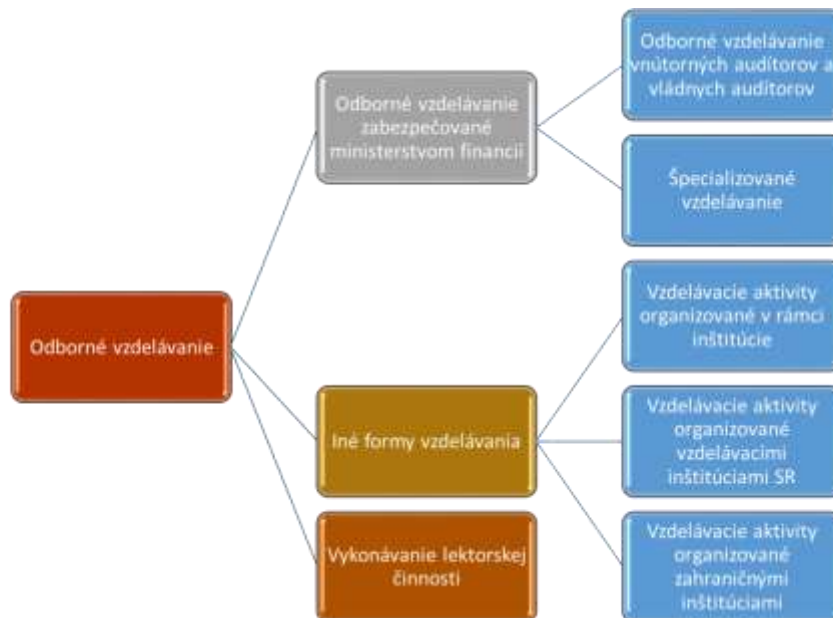 Odborné vzdelávanie
Odborné vzdelávanie
zabezpečované
ministerstvom financií
Odborné vzdelávanie
vnútorných audítorov a
vládnych audítorov
Špecializované
vzdelávanie
Iné formy vzdelávania
Vzdelávacie aktivity
organizované v rámci
inštitúcie
Vzdelávacie aktivity
organizované
vzdelávacími
inštitúciami SR
Vzdelávacie aktivity
organizované
zahraničnými
inštitúciami
Vykonávanie lektorskej
činnosti